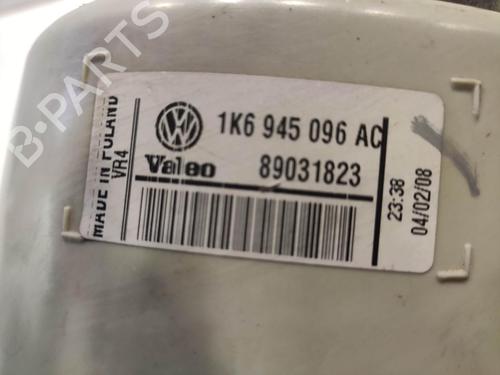 B-PARTS
MADE IN POLAND
VR4
1K6 945 096 AC
Valeo
89031823
23:38
04/02/08